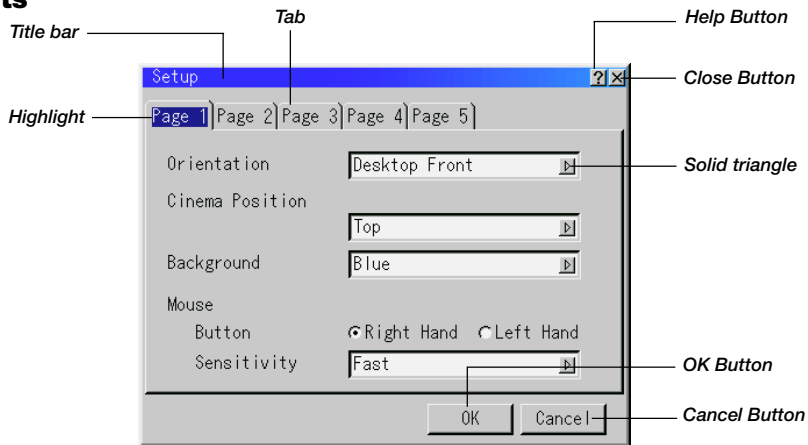 ts
Title bar
Tab
Help Button
Setup
?
×
Close Button
Highlight
Page 1 Page 2 Page 3 Page 4 Page 5
Orientation
Desktop Front
Solid triangle
Cinema Position
Top
Background
Blue
Mouse
Button
Right Hand
Left Hand
Sensitivity
Fast
OK Button
OK
Cancel
Cancel Button